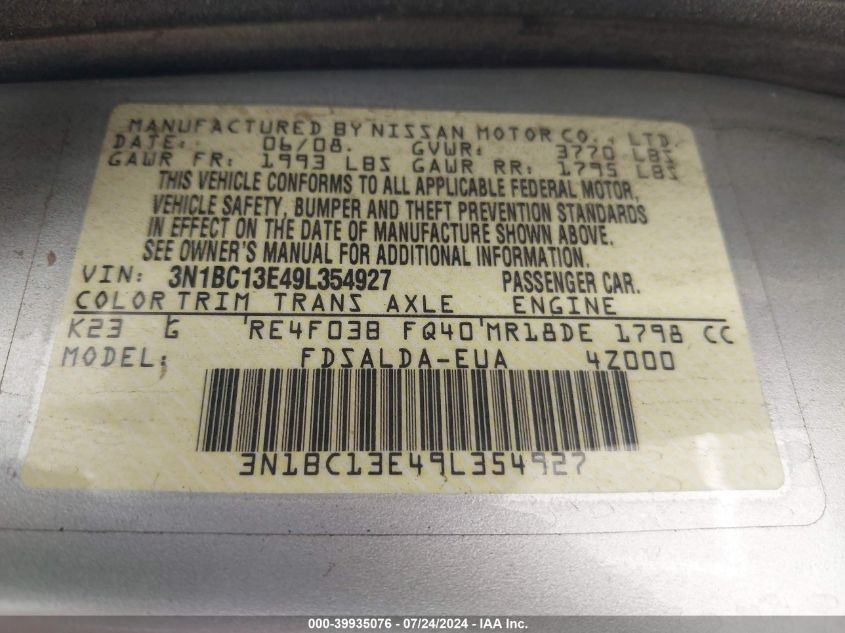 MANUFACTURED BY NISSAN MOTOR CO., LTD.
DATE: 06/08. GVWR: 3770 LBS
GAWR FR: 1993 LBS GAWR RR: 1795 LBS
THIS VEHICLE CONFORMS TO ALL APPLICABLE FEDERAL MOTOR,
VEHICLE SAFETY, BUMPER AND THEFT PREVENTION STANDARDS
IN EFFECT ON THE DATE OF MANUFACTURE SHOWN ABOVE.
SEE OWNER'S MANUAL FOR ADDITIONAL INFORMATION.
VIN: 3N1BC13E49L354927 PASSENGER CAR.
COLOR TRIM TRANS AXLE ENGINE
K23 G RE4F03B FQ40 MR18DE 1798 CC
MODEL: FDSALDA-EUA 4Z000
3N1BC13E49L354927
000-39935076 / 07/24/2024 - IAA Inc.